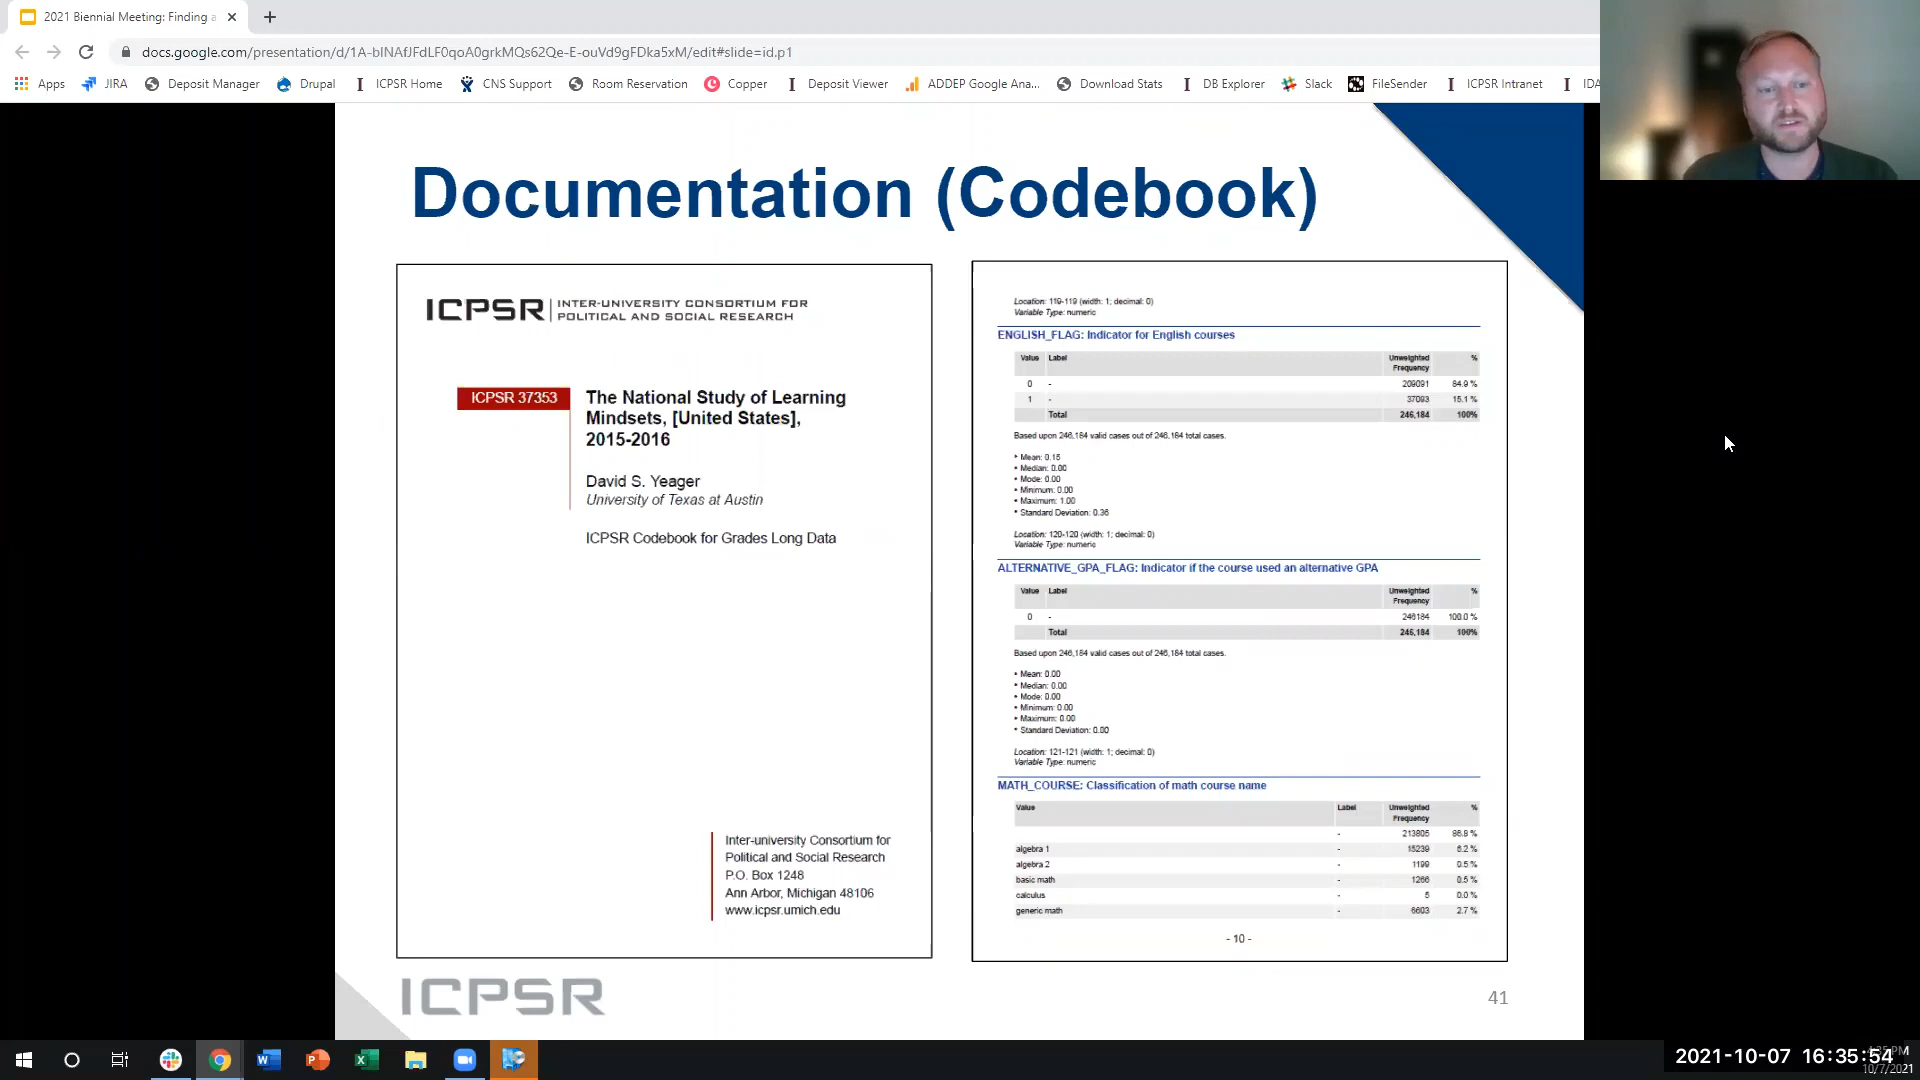 2021 Biennial Meeting: Finding a
docs.google.com/presentation/d/1A-bINAfJFdLF0qoA0grkMQs62Qe-E-ouVd9gFDka5xM/edit#slide=id.p1
Apps JIRA Deposit Manager Drupal ICPSR Home CNS Support Room Reservation Copper Deposit Viewer ADDEP Google Ana... Download Stats DB Explorer Slack FileSender ICPSR Intranet IDA
Documentation (Codebook)
ICPSR INTER-UNIVERSITY CONSORTIUM FOR
POLITICAL AND SOCIAL RESEARCH
ICPSR 37353
The National Study of Learning
Mindsets, [United States],
2015-2016
David S. Yeager
University of Texas at Austin
ICPSR Codebook for Grades Long Data
Inter-university Consortium for
Political and Social Research
P.O. Box 1248
Ann Arbor, Michigan 48106
www.icpsr.umich.edu
Location: 119-119 (width: 1; decimal: 0)
Variable Type: numeric
ENGLISH_FLAG: Indicator for English courses
Value Label Unweighted Frequency %
0 - 209091 84.9 %
1 - 37093 15.1 %
Total 246,184 100%
Based upon 246,184 valid cases out of 246,184 total cases.
• Mean: 0.15
• Median: 0.00
• Mode: 0.00
• Minimum: 0.00
• Maximum: 1.00
• Standard Deviation: 0.36
Location: 120-120 (width: 1; decimal: 0)
Variable Type: numeric
ALTERNATIVE_GPA_FLAG: Indicator if the course used an alternative GPA
Value Label Unweighted Frequency %
0 - 246184 100.0 %
Total 246,184 100%
Based upon 246,184 valid cases out of 246,184 total cases.
• Mean: 0.00
• Median: 0.00
• Mode: 0.00
• Minimum: 0.00
• Maximum: 0.00
• Standard Deviation: 0.00
Location: 121-121 (width: 1; decimal: 0)
Variable Type: numeric
MATH_COURSE: Classification of math course name
Value Label Unweighted Frequency %
- 213805 86.8 %
algebra 1 - 15239 6.2 %
algebra 2 - 1199 0.5 %
basic math - 1266 0.5 %
calculus - 5 0.0 %
generic math - 6603 2.7 %
- 10 -
ICPSR
41
2021-10-07 16:35:54
10/7/2021